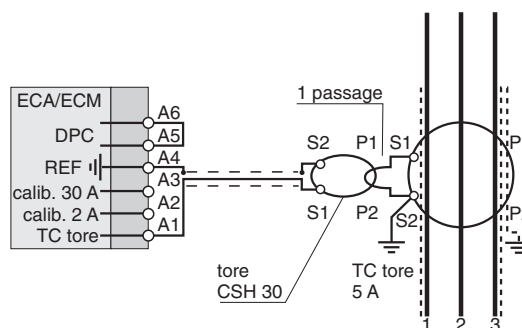 ECA/ECM
A6
DPC
A5
REF
A4
A3
calib. 30 A
A2
calib. 2 A
A1
TC tore
1 passage
S2
P1
S1
S1
P2
S2
P
P
tore
CSH 30
TC tore
5 A
1
2
3